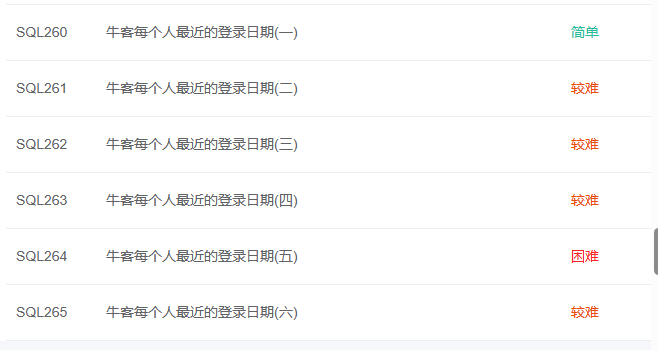 SQL260 牛客每个人最近的登录日期(一) 简单
SQL261 牛客每个人最近的登录日期(二) 较难
SQL262 牛客每个人最近的登录日期(三) 较难
SQL263 牛客每个人最近的登录日期(四) 较难
SQL264 牛客每个人最近的登录日期(五) 困难
SQL265 牛客每个人最近的登录日期(六) 较难